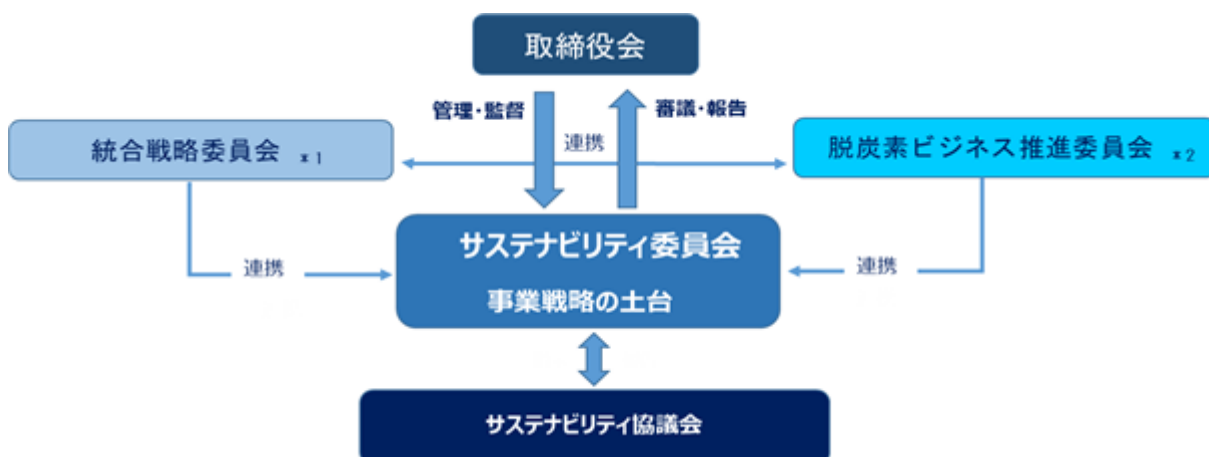 取締役会
管理・監督
審議・報告
連携
統合戦略委員会 *1
脱炭素ビジネス推進委員会 *2
サステナビリティ委員会
事業戦略の土台
連携
連携
サステナビリティ協議会